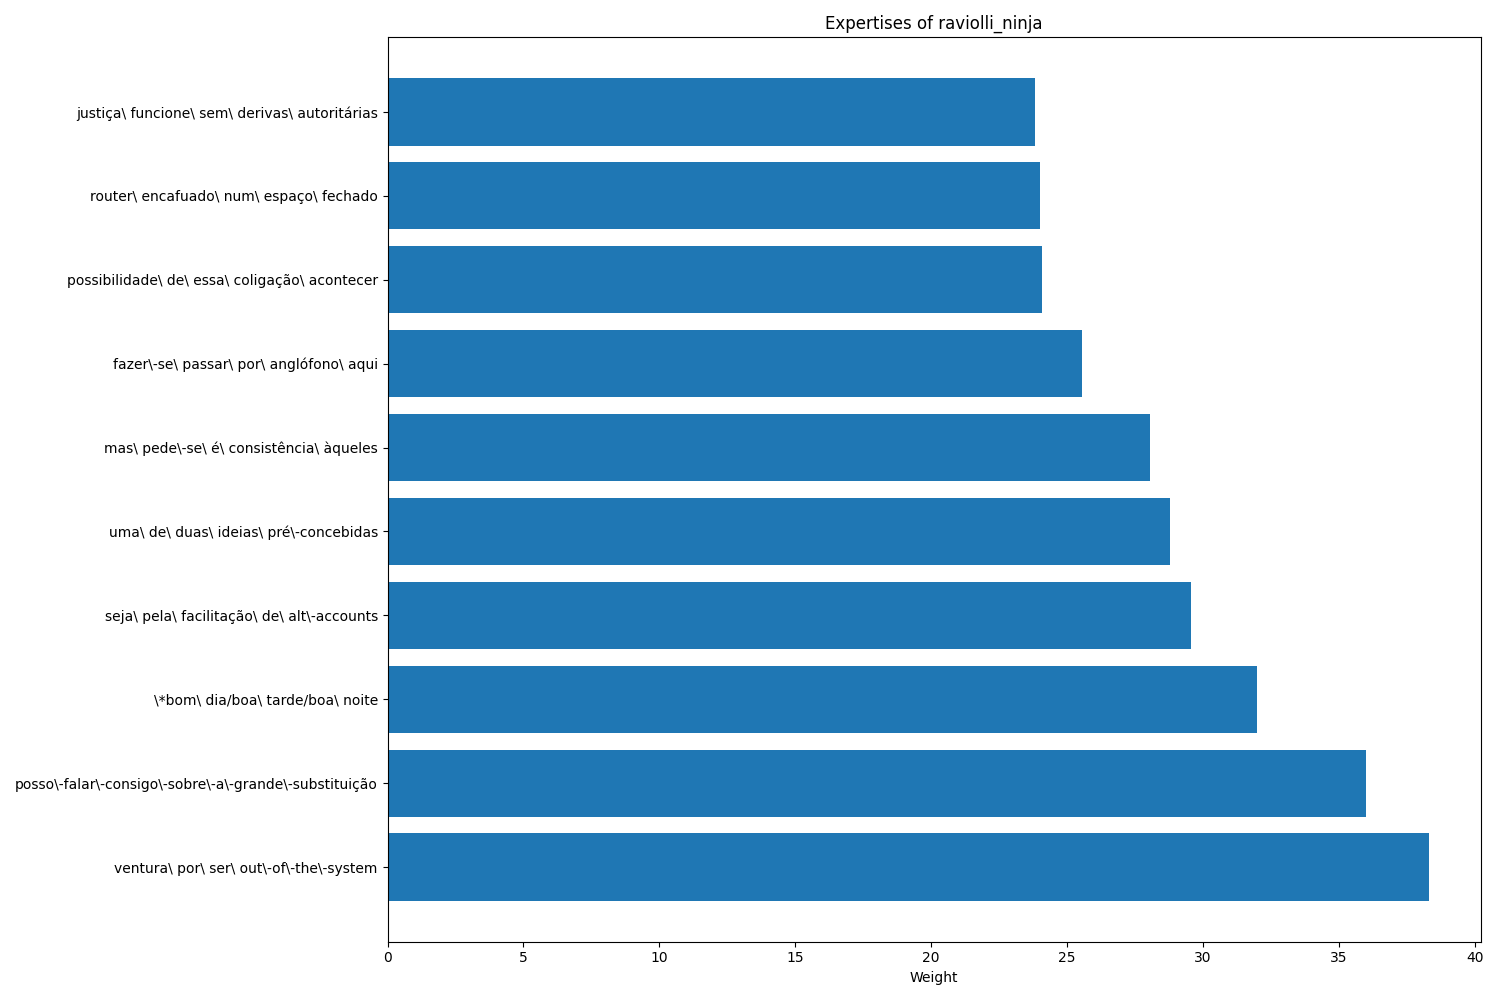 Expertises of raviolli_ninja
justiça\ funcione\ sem\ derivas\ autoritárias
router\ encafuado\ num\ espaço\ fechado
possibilidade\ de\ essa\ coligação\ acontecer
fazer\-se\ passar\ por\ anglófono\ aqui
mas\ pede\-se\ é\ consistência\ àqueles
uma\ de\ duas\ ideias\ pré\-concebidas
seja\ pela\ facilitação\ de\ alt\-accounts
\*bom\ dia/boa\ tarde/boa\ noite
posso\-falar\-consigo\-sobre\-a\-grande\-substituição
ventura\ por\ ser\ out\-of\-the\-system
0 5 10 15 20 25 30 35 40
Weight